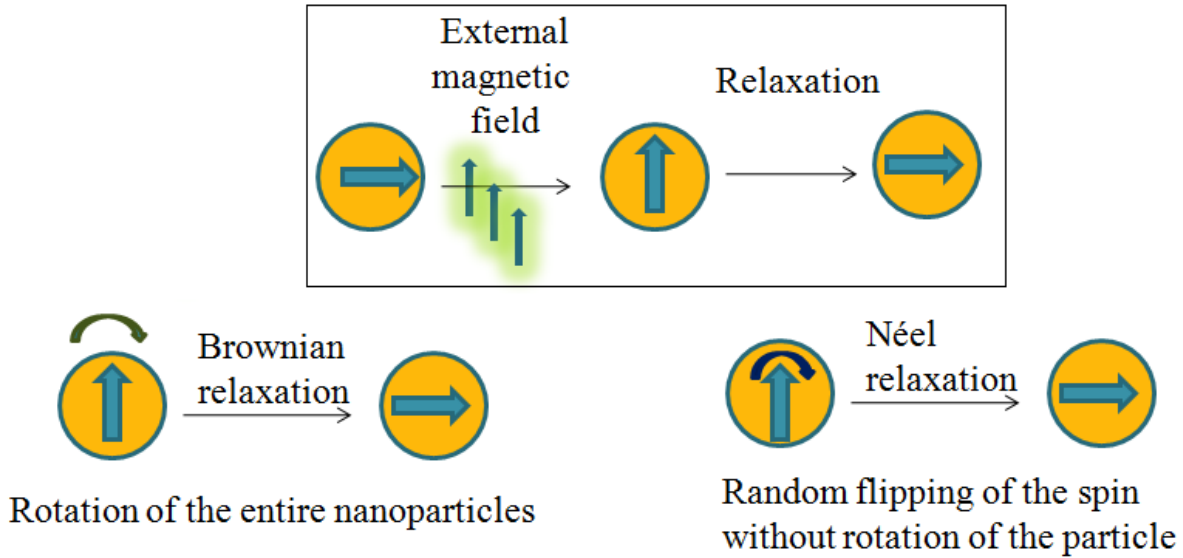 External
magnetic
field
Relaxation
Brownian
relaxation
Néel
relaxation
Rotation of the entire nanoparticles
Random flipping of the spin
without rotation of the particle